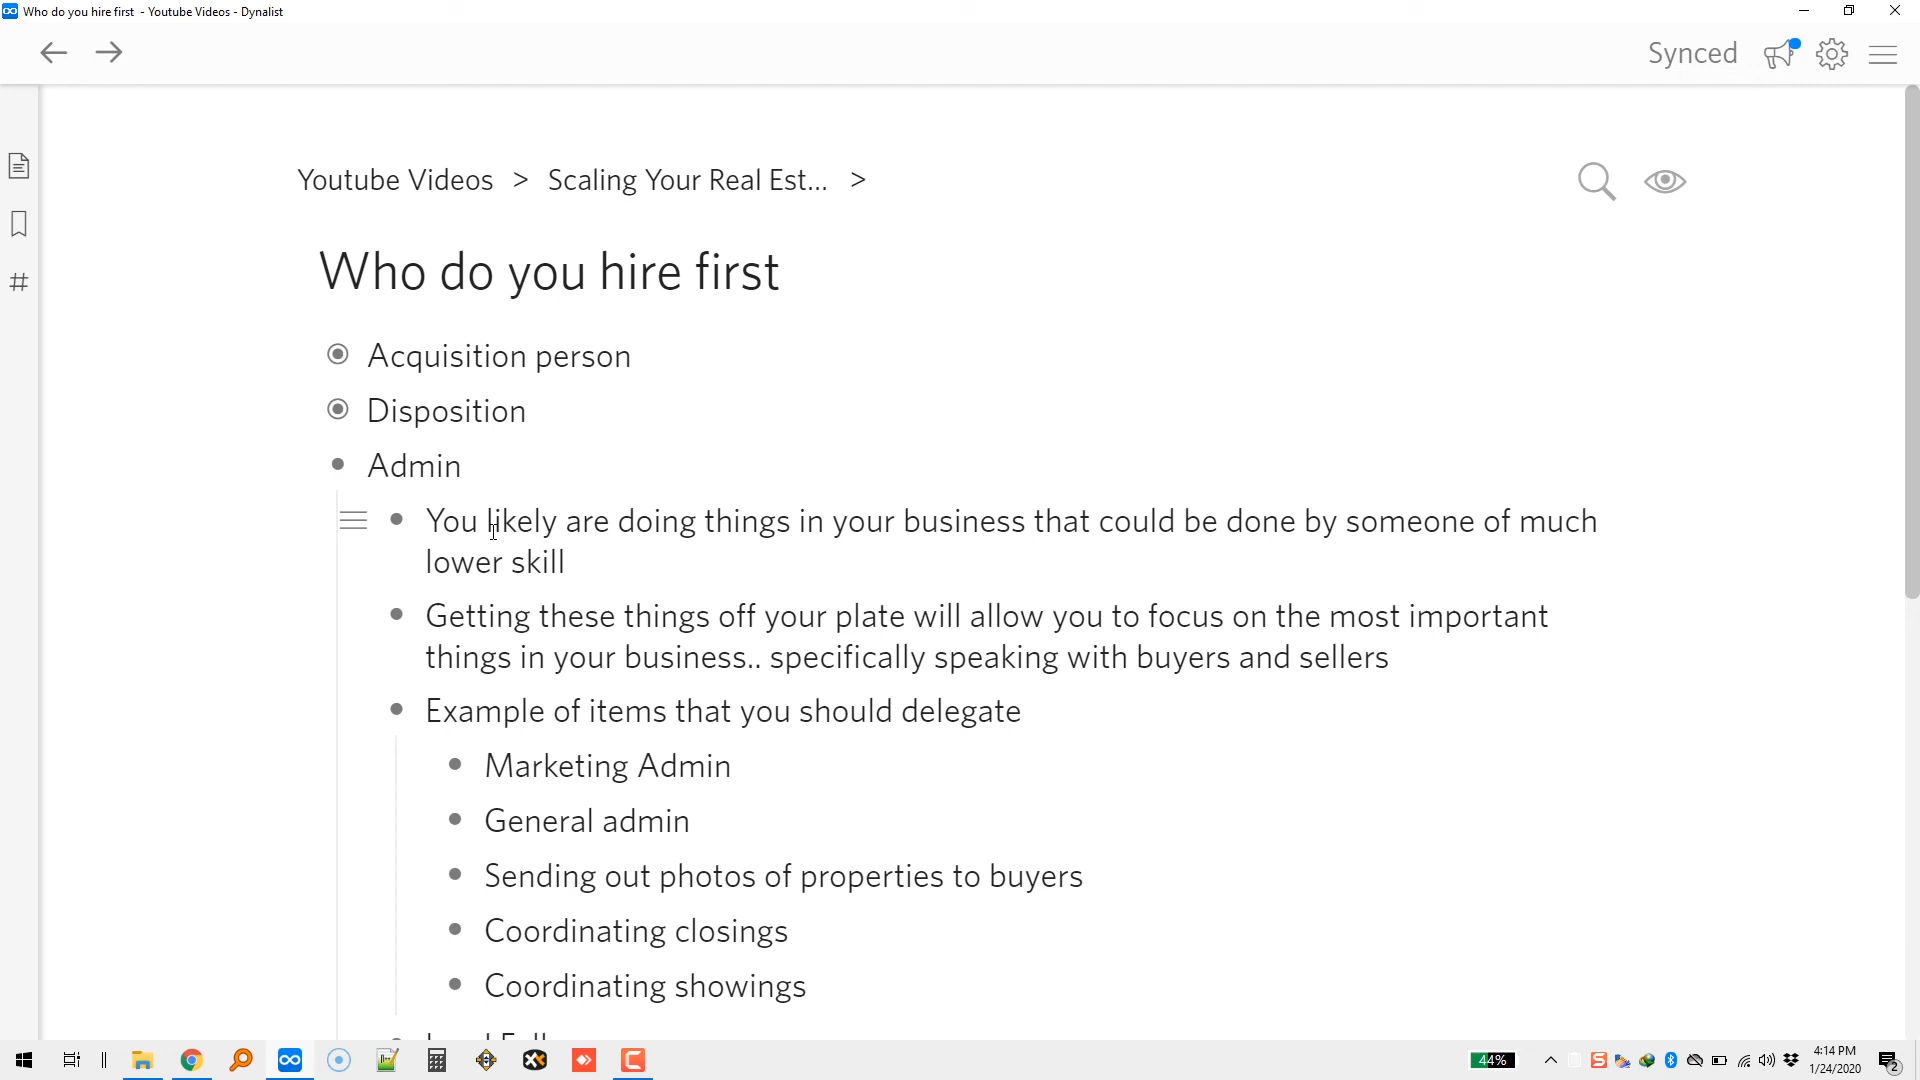 Who do you hire first - Youtube Videos - Dynalist
Synced
Youtube Videos > Scaling Your Real Est... >
Who do you hire first
Acquisition person
Disposition
Admin
You likely are doing things in your business that could be done by someone of much
lower skill
Getting these things off your plate will allow you to focus on the most important
things in your business.. specifically speaking with buyers and sellers
Example of items that you should delegate
Marketing Admin
General admin
Sending out photos of properties to buyers
Coordinating closings
Coordinating showings
44%
4:14 PM
1/24/2020
2